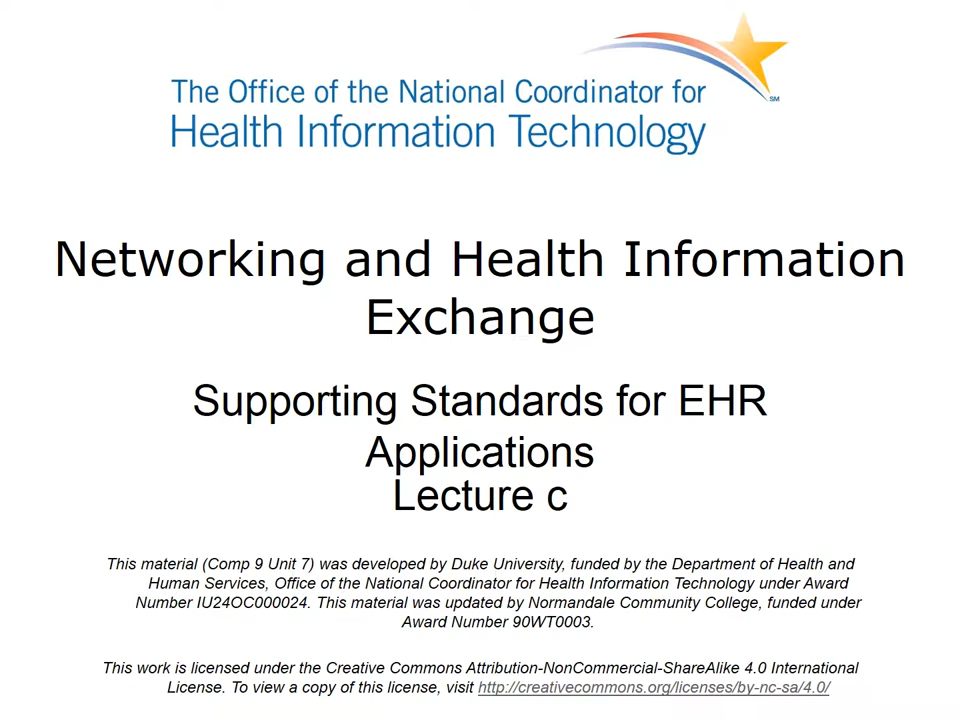 The Office of the National Coordinator for
Health Information Technology
SM
Networking and Health Information
Exchange
Supporting Standards for EHR
Applications
Lecture c
This material (Comp 9 Unit 7) was developed by Duke University, funded by the Department of Health and
Human Services, Office of the National Coordinator for Health Information Technology under Award
Number IU24OC000024. This material was updated by Normandale Community College, funded under
Award Number 90WT0003.
This work is licensed under the Creative Commons Attribution-NonCommercial-ShareAlike 4.0 International
License. To view a copy of this license, visit http://creativecommons.org/licenses/by-nc-sa/4.0/